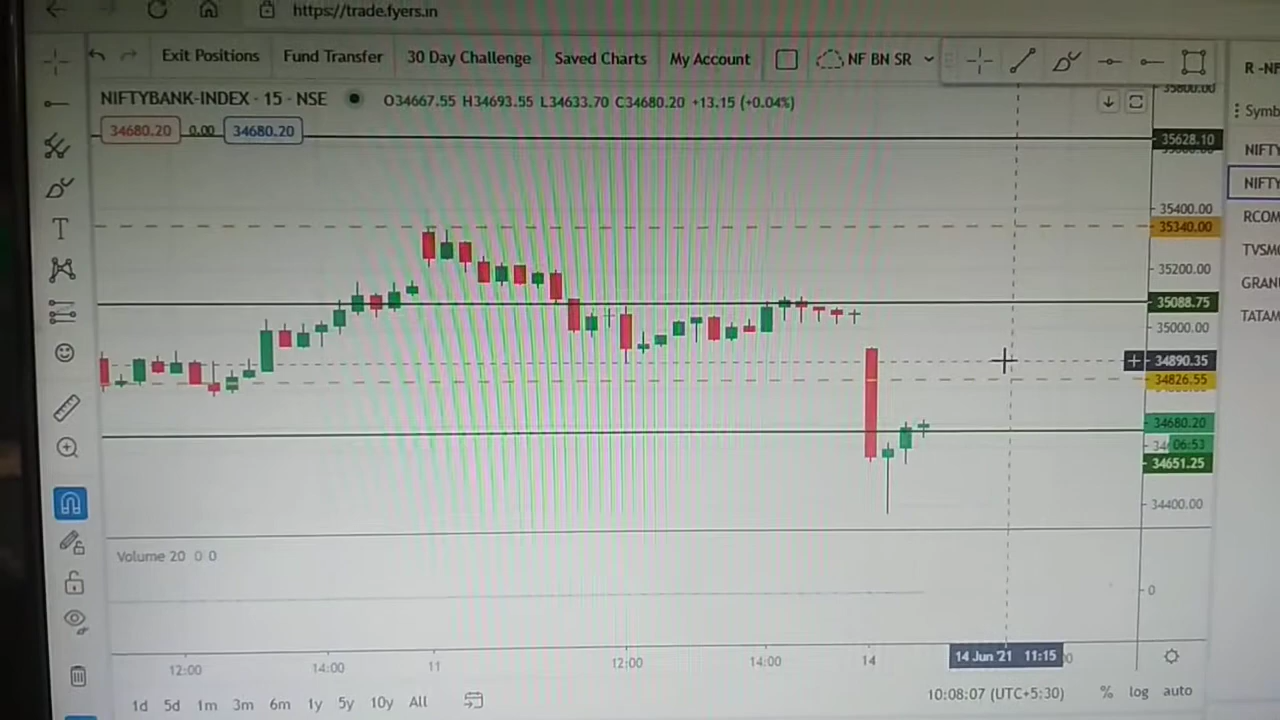 https://trade.fyers.in
Exit Positions Fund Transfer 30 Day Challenge Saved Charts My Account NF BN SR
R -NF
NIFTYBANK-INDEX · 15 - NSE O34667.55 H34693.55 L34633.70 C34680.20 +13.15 (+0.04%)
Symb
34680.20 0.00 34680.20
35628.10
NIFTY
NIFTY
35400.00
RCOM
35340.00
TVSMO
35200.00
GRANU
35088.75
TATAM
35000.00
34890.35
34826.55
34680.20
06:53
34651.25
34400.00
Volume 20 0 0
0
12:00 14:00 11 12:00 14:00 14 14 Jun '21 11:15
1d 5d 1m 3m 6m 1y 5y 10y All 10:08:07 (UTC+5:30) % log auto